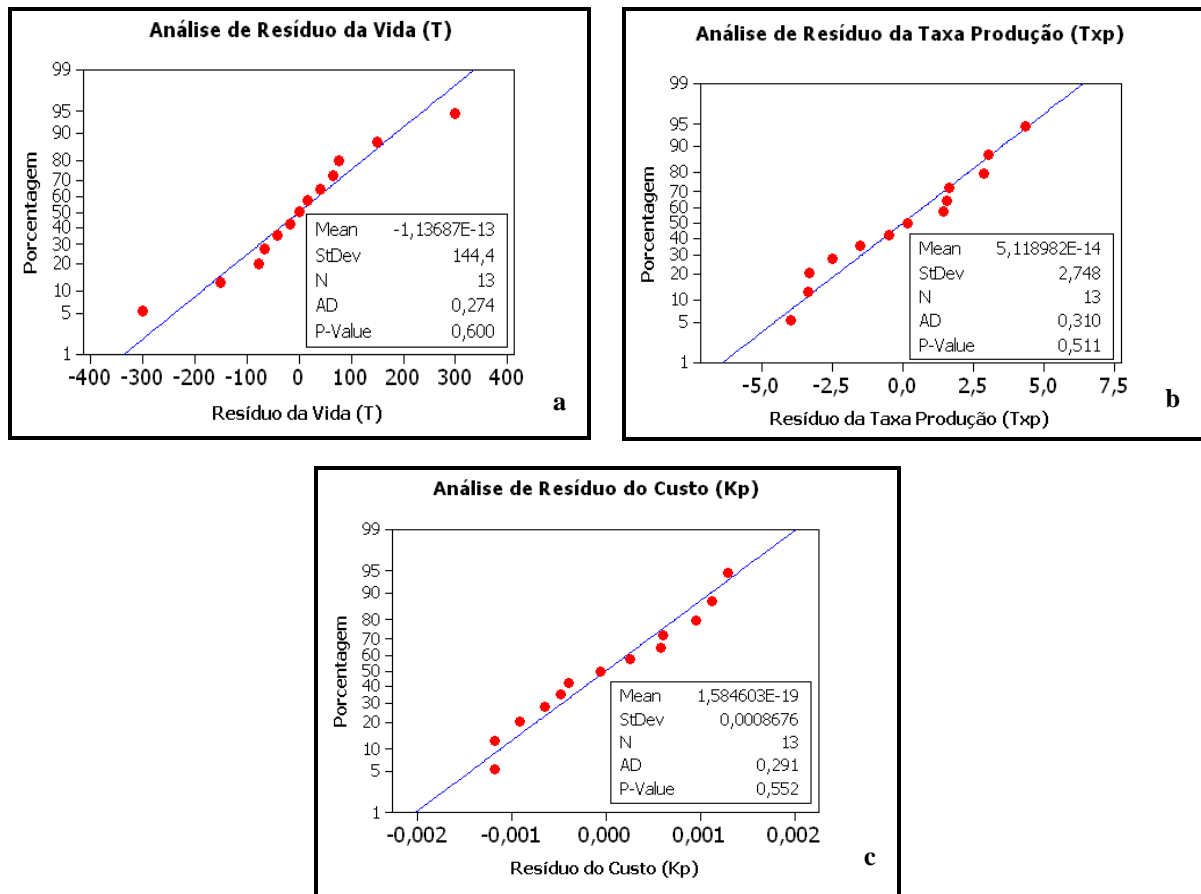 Análise de Resíduo da Vida (T)
Porcentagem
99
95
90
80
70
60
50
40
30
20
10
5
1
Mean -1,13687E-13
StDev 144,4
N 13
AD 0,274
P-Value 0,600
-400 -300 -200 -100 0 100 200 300 400
Resíduo da Vida (T)
a
Análise de Resíduo da Taxa Produção (Txp)
Porcentagem
99
95
90
80
70
60
50
40
30
20
10
5
1
Mean 5,118982E-14
StDev 2,748
N 13
AD 0,310
P-Value 0,511
-5,0 -2,5 0,0 2,5 5,0 7,5
Resíduo da Taxa Produção (Txp)
b
Análise de Resíduo do Custo (Kp)
Porcentagem
99
95
90
80
70
60
50
40
30
20
10
5
1
Mean 1,584603E-19
StDev 0,0008676
N 13
AD 0,291
P-Value 0,552
-0,002 -0,001 0,000 0,001 0,002
Resíduo do Custo (Kp)
c